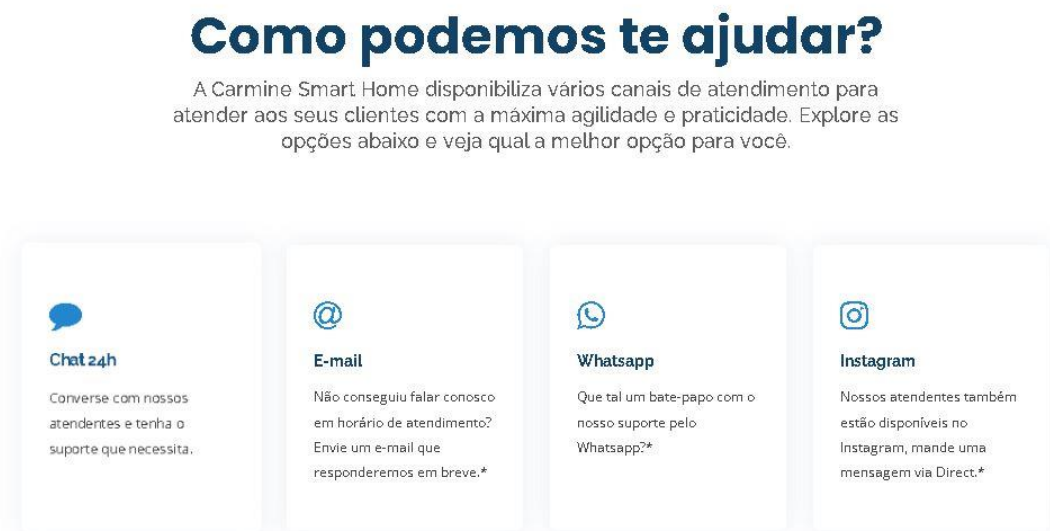 Como podemos te ajudar?
A Carmine Smart Home disponibiliza vários canais de atendimento para
atender aos seus clientes com a máxima agilidade e praticidade. Explore as
opções abaixo e veja qual a melhor opção para você.
Chat 24h
Converse com nossos
atendentes e tenha o
suporte que necessita.
E-mail
Não conseguiu falar conosco
em horário de atendimento?
Envie um e-mail que
responderemos em breve.*
Whatsapp
Que tal um bate-papo com o
nosso suporte pelo
Whatsapp?*
Instagram
Nossos atendentes também
estão disponíveis no
Instagram, mande uma
mensagem via Direct.*